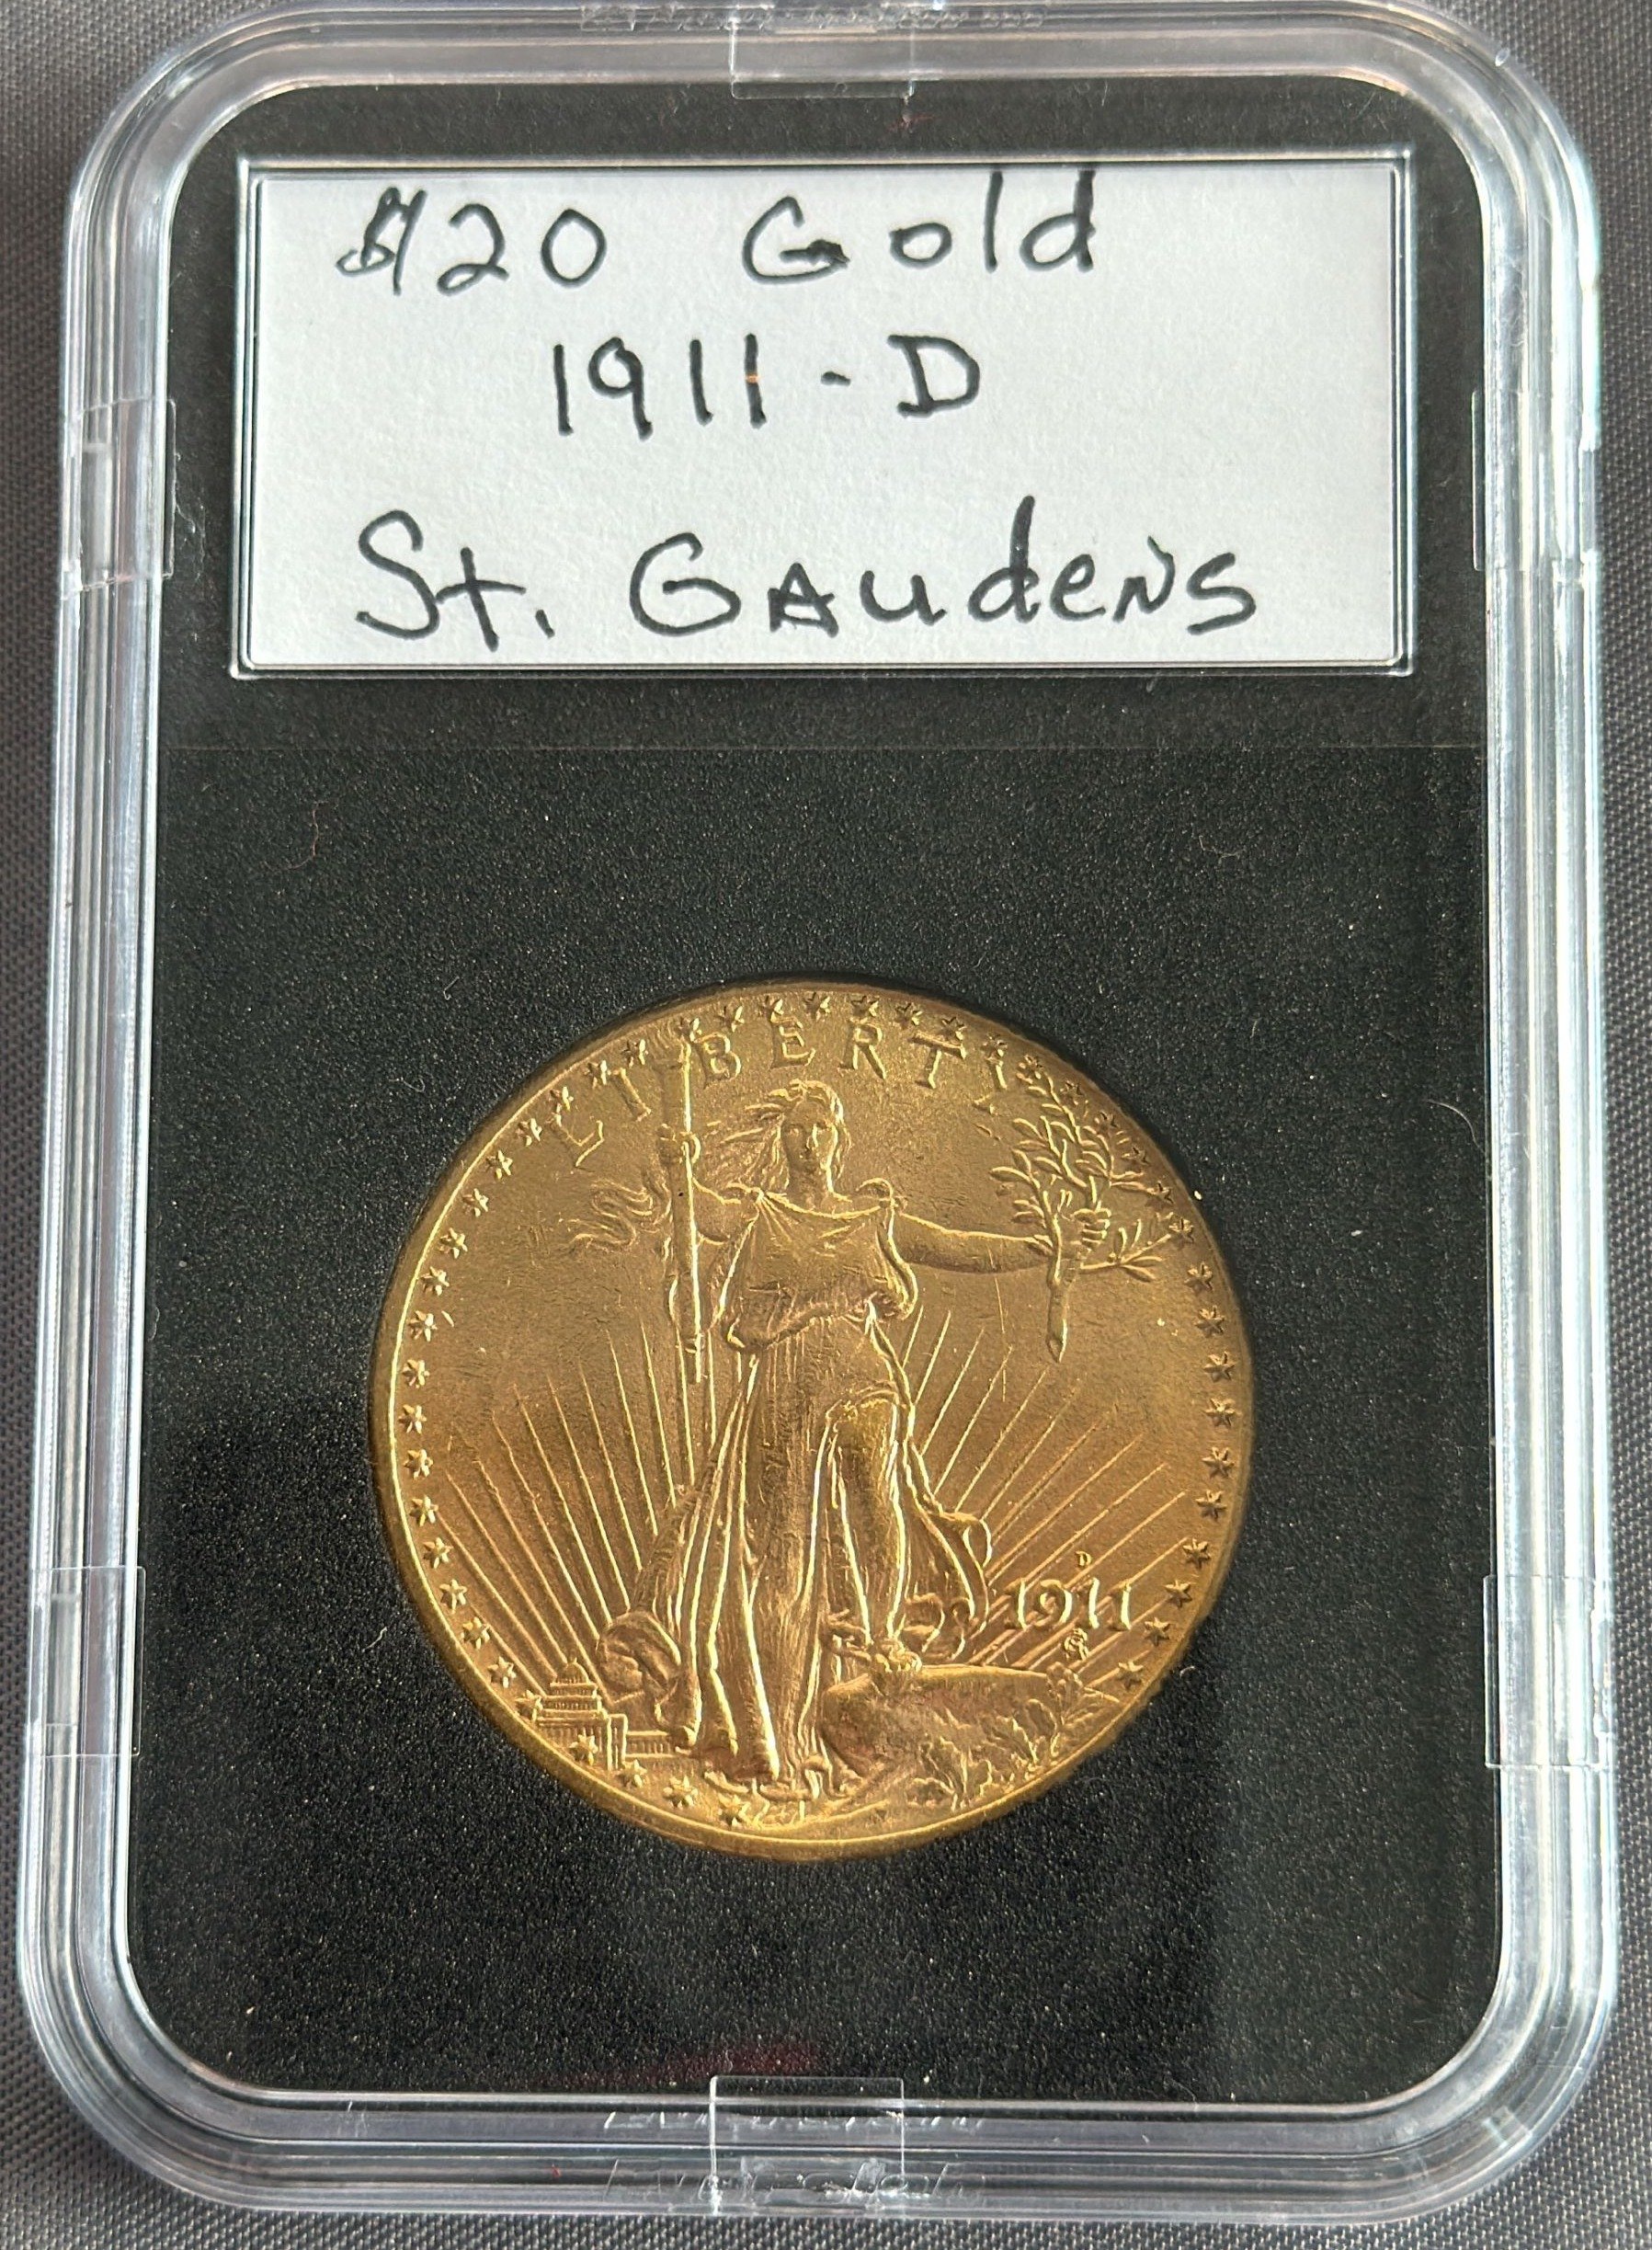 $20 Gold
1911-D
St. Gaudens
LIBERTY
D
1911